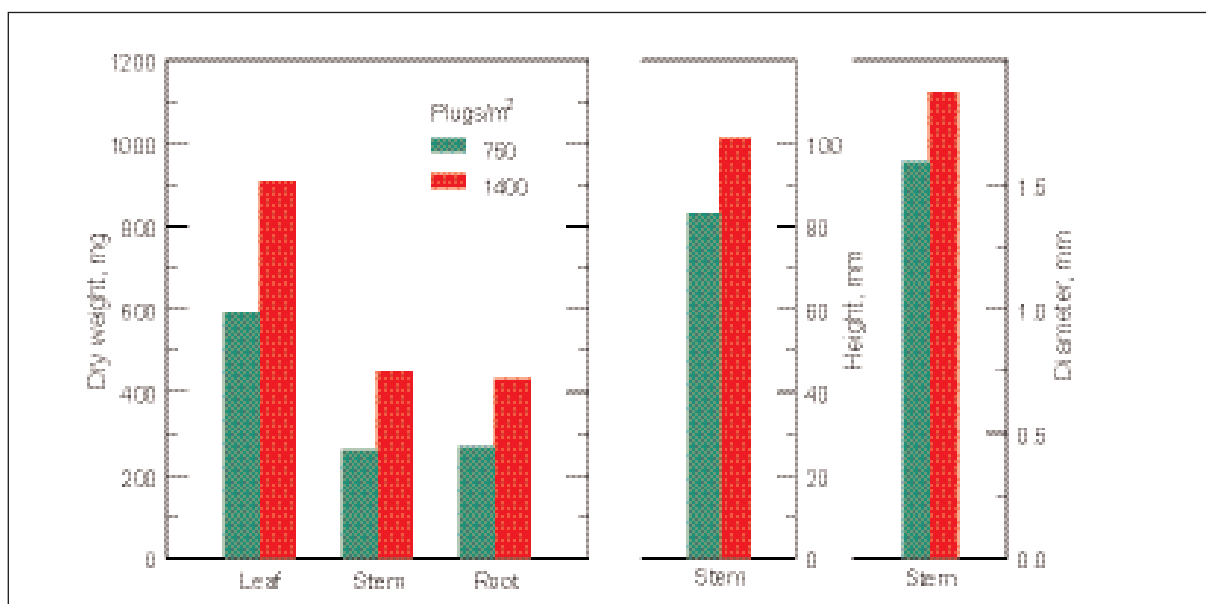 1200
1000
800
600
400
200
0
Dry weight, mg
Plugs/m²
750
1400
Leaf
Stem
Root
100
80
60
40
20
0
Height, mm
Stem
1.5
1.0
0.5
0.0
Diameter, mm
Stem